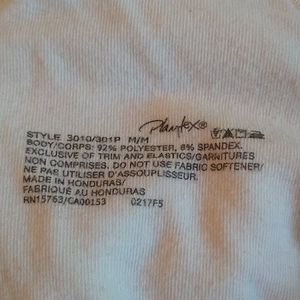 Playtex®
STYLE 3010/301P M/M
BODY/CORPS: 92% POLYESTER, 8% SPANDEX.
EXCLUSIVE OF TRIM AND ELASTICS/GARNITURES
NON COMPRISES. DO NOT USE FABRIC SOFTENER/
NE PAS UTILISER D'ASSOUPLISSEUR.
MADE IN HONDURAS/
FABRIQUÉ AU HONDURAS
RN15763/CA00153 0217F5